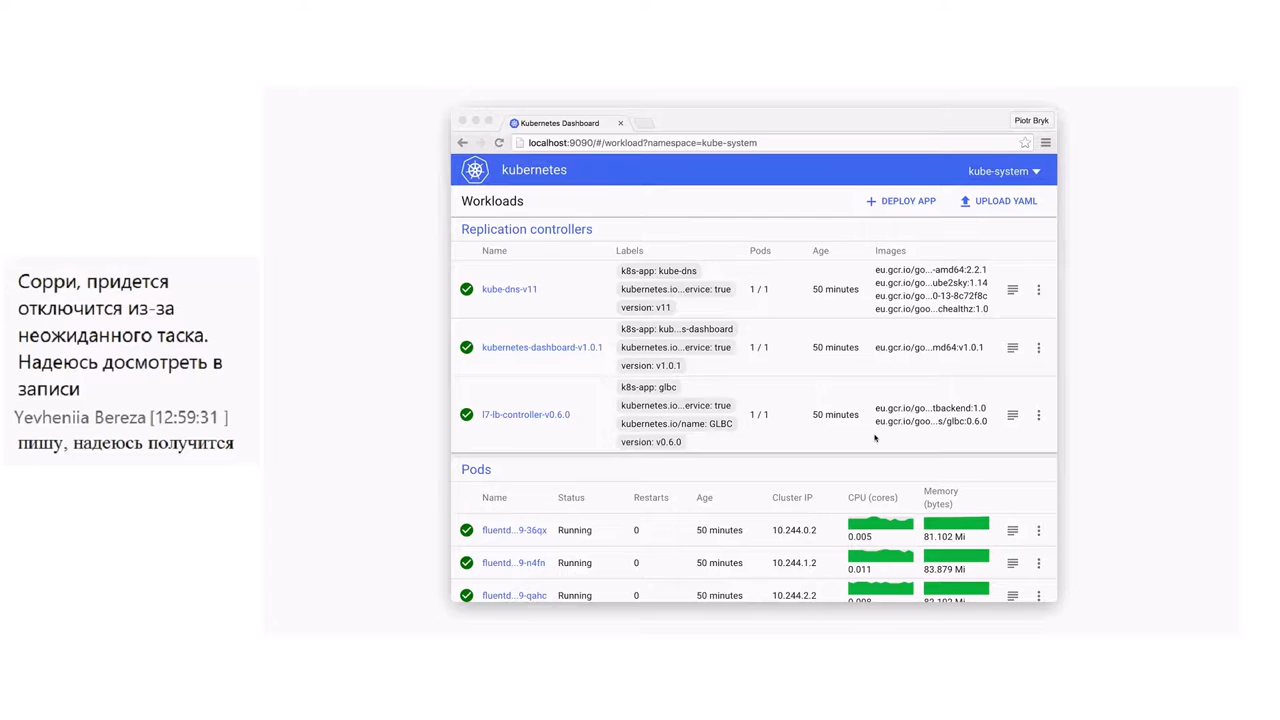 Сорри, придется
отключится из-за
неожиданного таска.
Надеюсь досмотреть в
записи
Yevheniia Bereza [12:59:31 ]
пишу, надеюсь получится
Kubernetes Dashboard
Piotr Bryk
localhost:9090/#/workload?namespace=kube-system
kubernetes
kube-system
Workloads
DEPLOY APP
UPLOAD YAML
Replication controllers
Name Labels Pods Age Images
kube-dns-v11
k8s-app: kube-dns
kubernetes.io...ervice: true
version: v11
1 / 1
50 minutes
eu.gcr.io/go...-amd64:2.2.1
eu.gcr.io/go...ube2sky:1.14
eu.gcr.io/go...0-13-8c72f8c
eu.gcr.io/goo...chealthz:1.0
kubernetes-dashboard-v1.0.1
k8s-app: kub...s-dashboard
kubernetes.io...ervice: true
version: v1.0.1
1 / 1
50 minutes
eu.gcr.io/go...md64:v1.0.1
l7-lb-controller-v0.6.0
k8s-app: glbc
kubernetes.io...ervice: true
kubernetes.io/name: GLBC
version: v0.6.0
1 / 1
50 minutes
eu.gcr.io/go...tbackend:1.0
eu.gcr.io/goo...s/glbc:0.6.0
Pods
Name Status Restarts Age Cluster IP CPU (cores) Memory
(bytes)
fluentd...9-36qx Running 0 50 minutes 10.244.0.2
0.005 81.102 Mi
fluentd...9-n4fn Running 0 50 minutes 10.244.1.2
0.011 83.879 Mi
fluentd...9-qahc Running 0 50 minutes 10.244.2.2